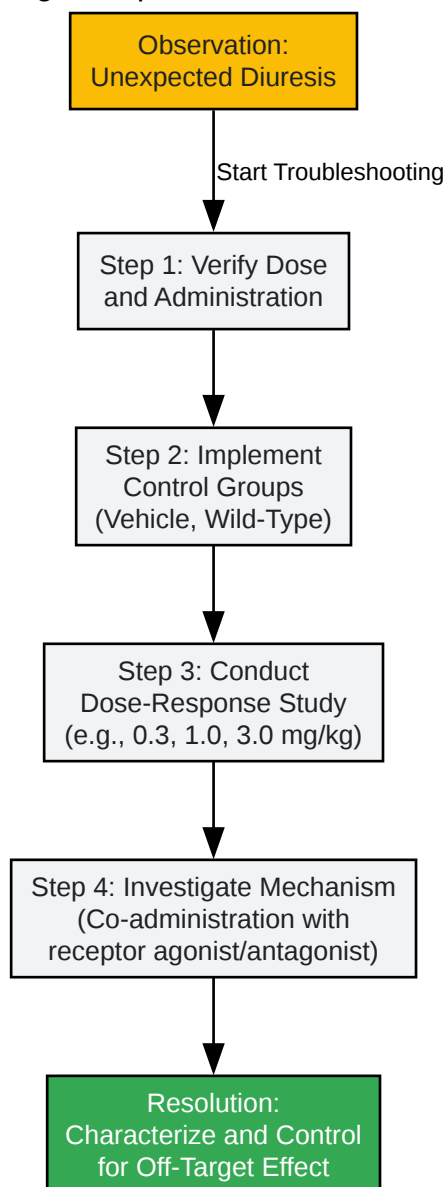 Observation:
Unexpected Diuresis
Start Troubleshooting
Step 1: Verify Dose
and Administration
Step 2: Implement
Control Groups
(Vehicle, Wild-Type)
Step 3: Conduct
Dose-Response Study
(e.g., 0.3, 1.0, 3.0 mg/kg)
Step 4: Investigate Mechanism
(Co-administration with
receptor agonist/antagonist)
Resolution:
Characterize and Control
for Off-Target Effect